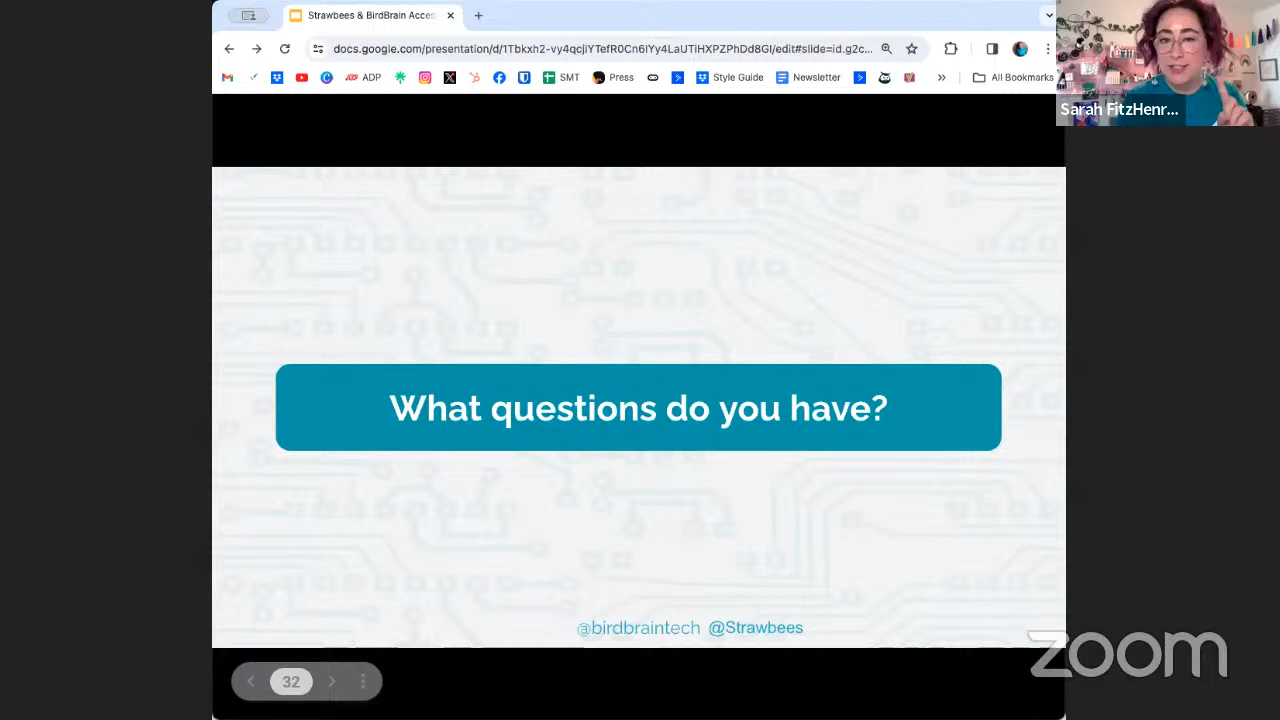 Strawbees & BirdBrain Acces
docs.google.com/presentation/d/1Tbkxh2-vy4qcjiYTefR0Cn6lYy4LaUTiHXPZPhDd8GI/edit#slide=id.g2c...
ADP
SMT
Press
Style Guide
Newsletter
All Bookmarks
Sarah FitzHenr...
What questions do you have?
@birdbraintech @Strawbees
32
zoom